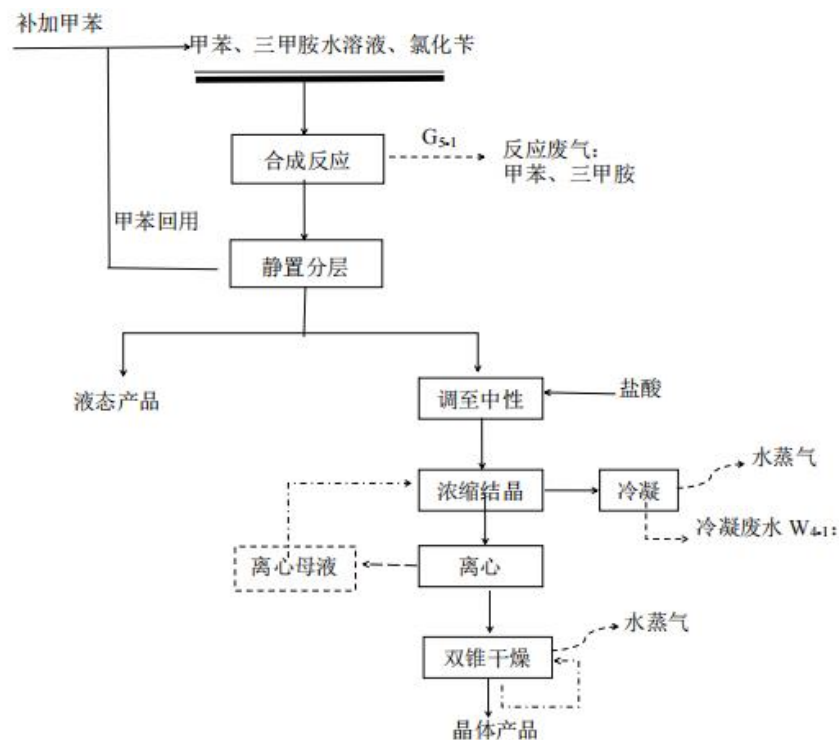 补加甲苯
甲苯、三甲胺水溶液、氯化苄
合成反应
G5-1
反应废气:
甲苯、三甲胺
甲苯回用
静置分层
液态产品
调至中性
盐酸
浓缩结晶
冷凝
水蒸气
冷凝废水 W4-1:
离心母液
离心
水蒸气
双锥干燥
晶体产品